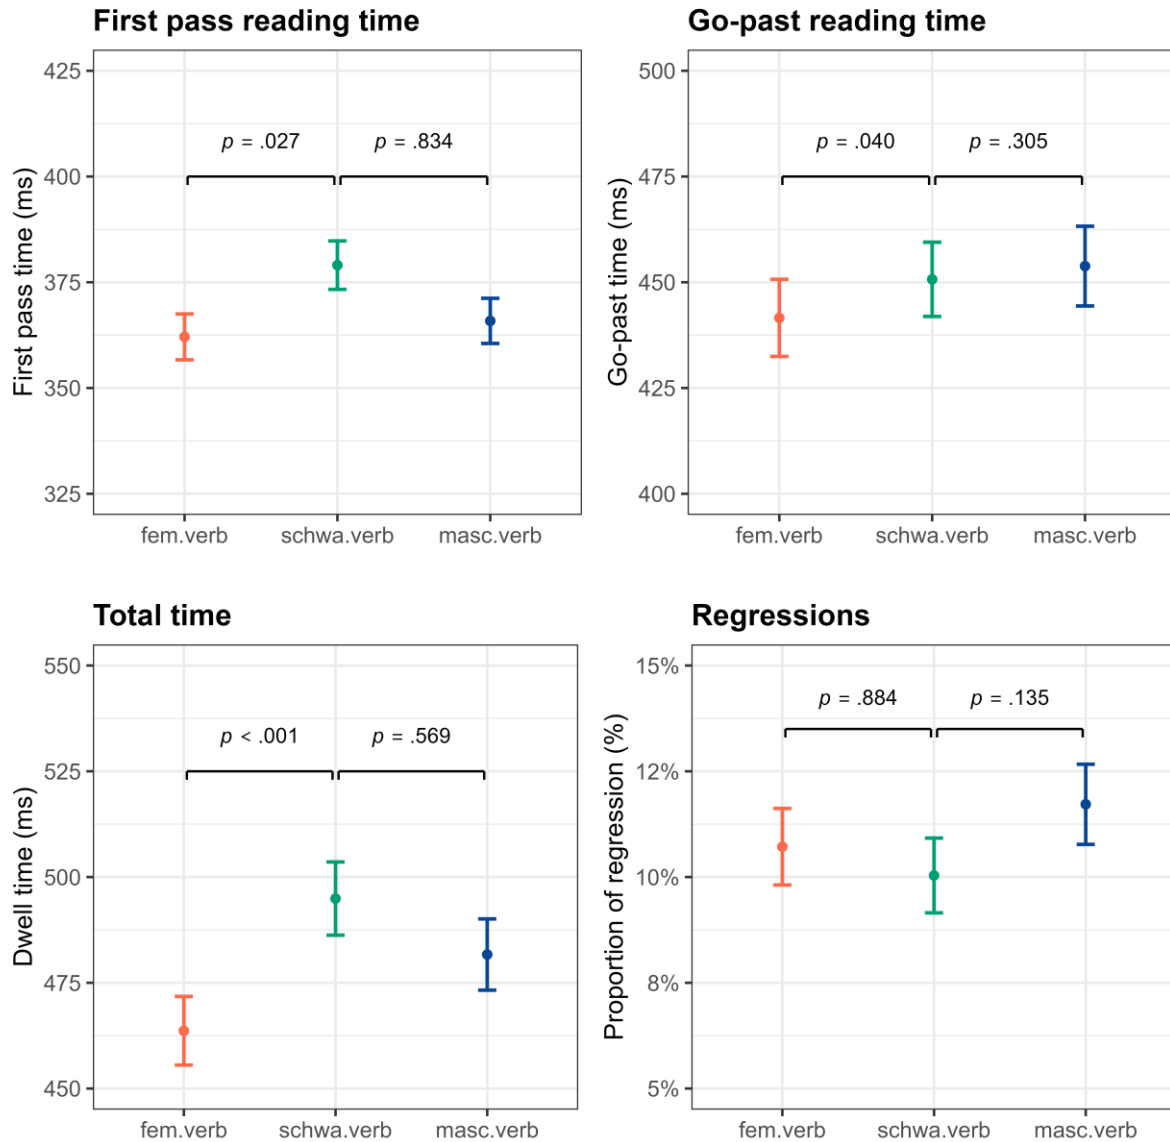 First pass reading time
425
400
375
350
325
First pass time (ms)
p = .027
p = .834
fem.verb
schwa.verb
masc.verb
Go-past reading time
500
475
450
425
400
Go-past time (ms)
p = .040
p = .305
fem.verb
schwa.verb
masc.verb
Total time
550
525
500
475
450
Dwell time (ms)
p < .001
p = .569
fem.verb
schwa.verb
masc.verb
Regressions
15%
12%
10%
8%
5%
Proportion of regression (%)
p = .884
p = .135
fem.verb
schwa.verb
masc.verb